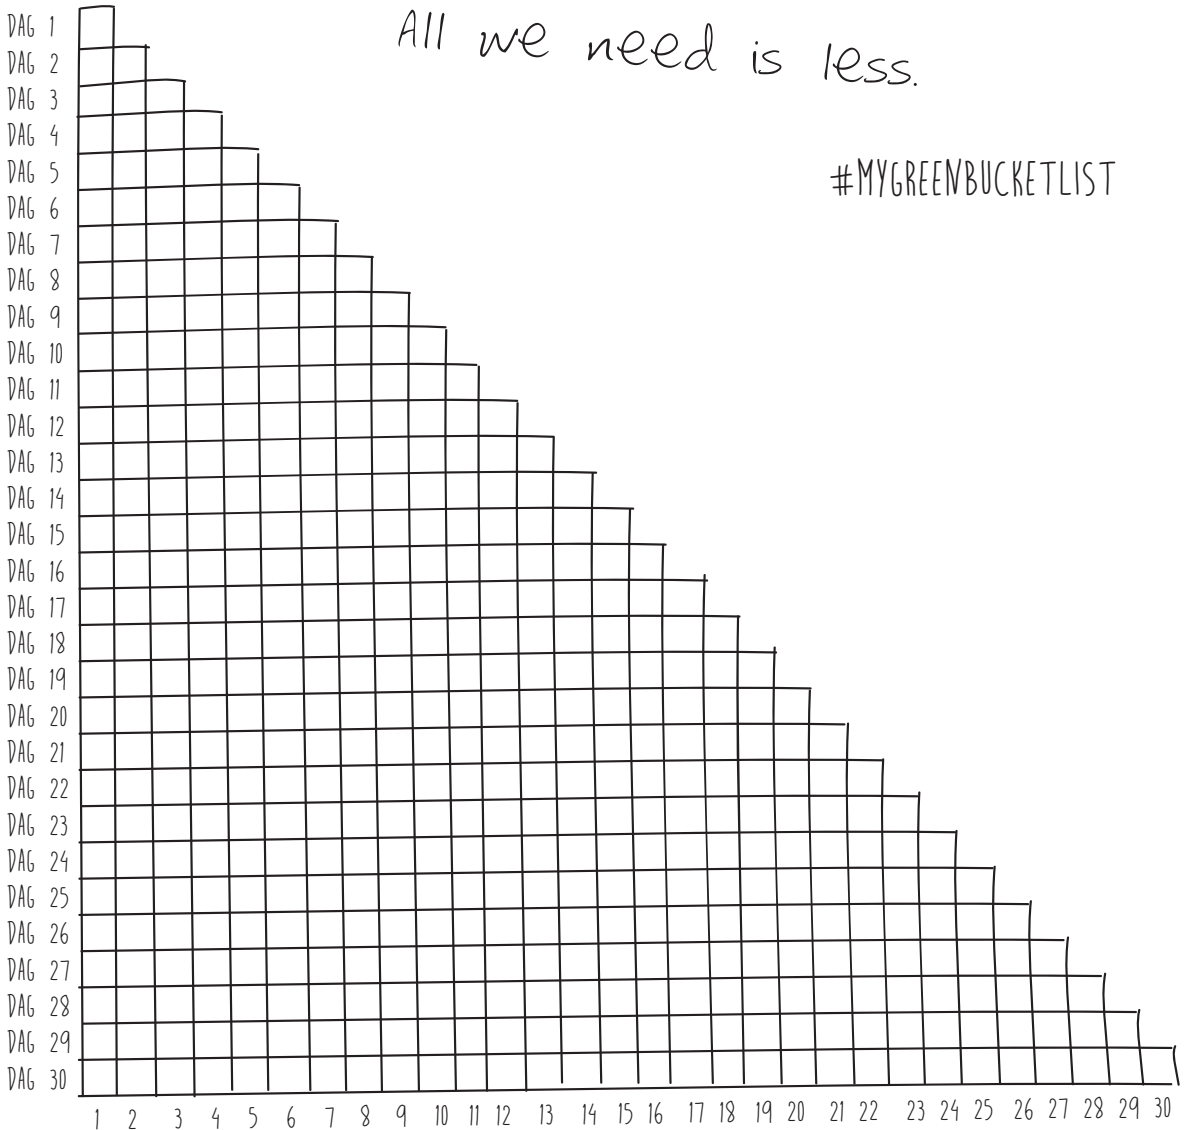 All we need is less.
#MYGREENBUCKETLIST
DAG 1
DAG 2
DAG 3
DAG 4
DAG 5
DAG 6
DAG 7
DAG 8
DAG 9
DAG 10
DAG 11
DAG 12
DAG 13
DAG 14
DAG 15
DAG 16
DAG 17
DAG 18
DAG 19
DAG 20
DAG 21
DAG 22
DAG 23
DAG 24
DAG 25
DAG 26
DAG 27
DAG 28
DAG 29
DAG 30
1 2 3 4 5 6 7 8 9 10 11 12 13 14 15 16 17 18 19 20 21 22 23 24 25 26 27 28 29 30